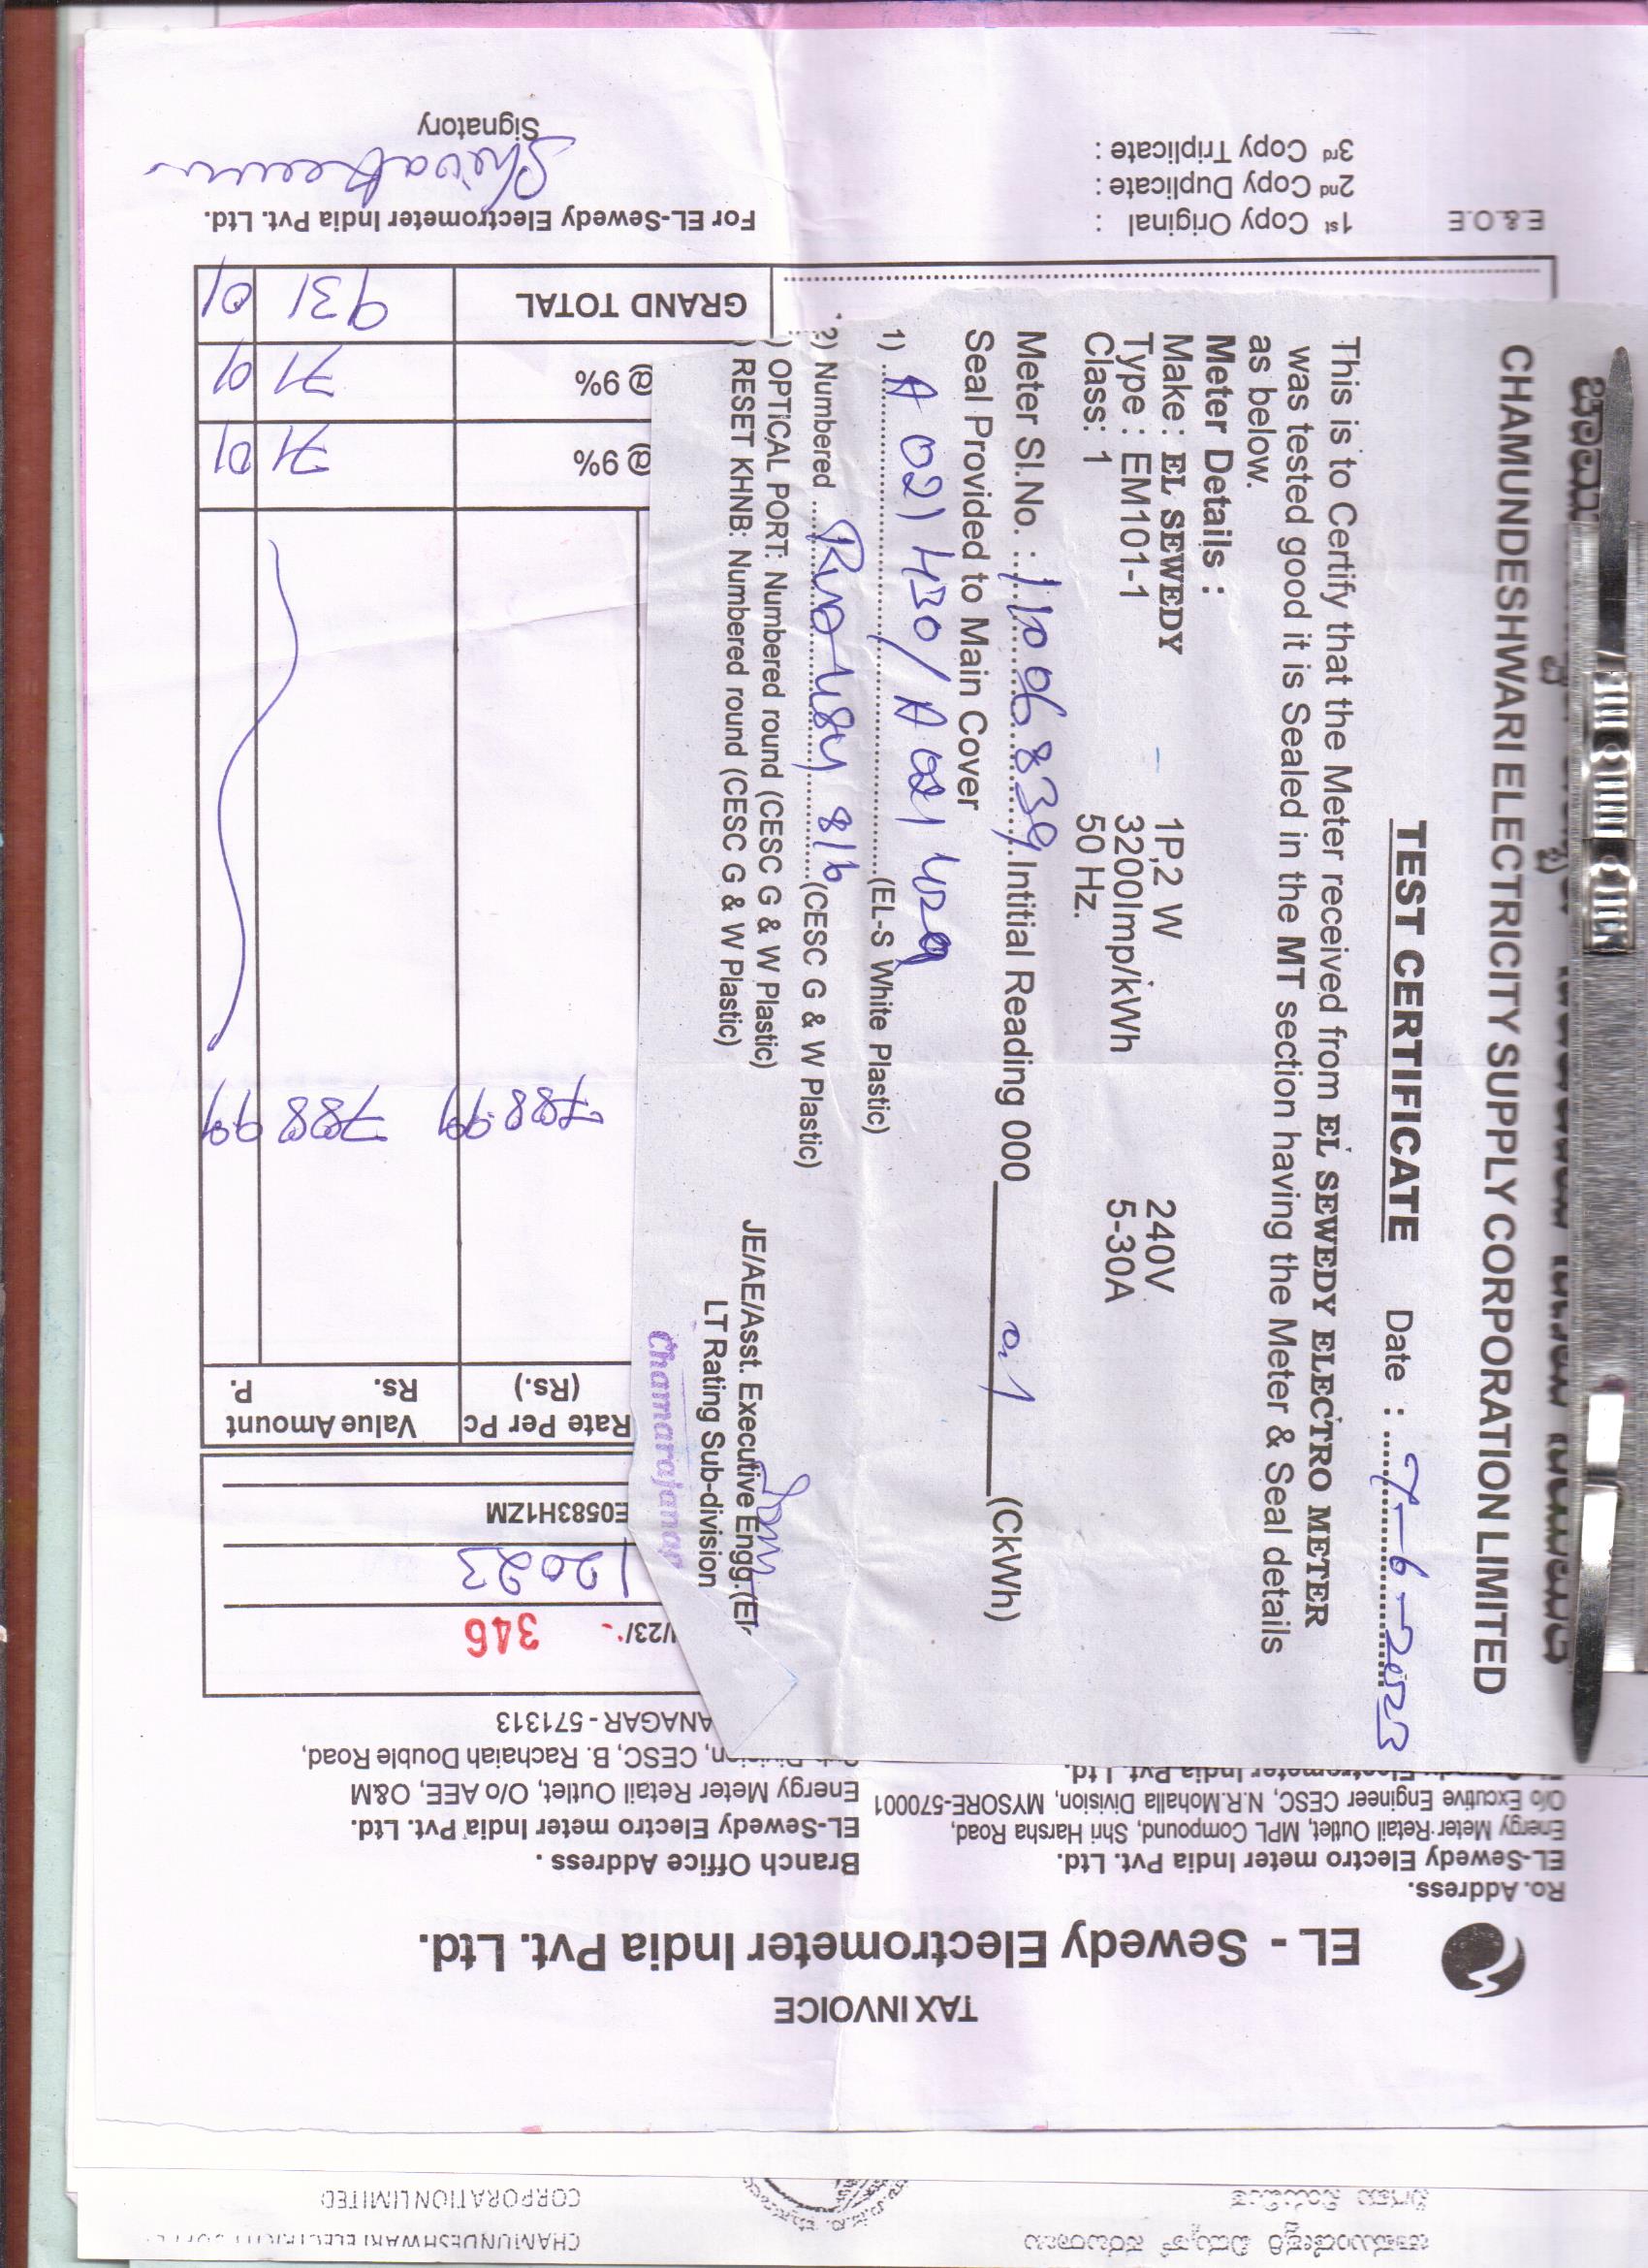 CHAMUNDESHWARI ELECTRICITY SUPPLY CORPORATION LIMITED
TEST CERTIFICATE
Date : 7-6-2023
This is to Certify that the Meter received from EL SEWEDY ELECTRO METER
was tested good it is Sealed in the MT section having the Meter & Seal details
as below.
Meter Details :
Make : EL SEWEDY 1P,2 W 240V
Type : EM101-1 3200Imp/kWh 5-30A
Class: 1 50 Hz.
Meter Sl.No. : 11006839 Intitial Reading 000 0.1 (CkWh)
Seal Provided to Main Cover
1) A 021430/A021429 (EL-S White Plastic)
2) Numbered (CESC G & W Plastic)
) OPTICAL PORT: Numbered round (CESC G & W Plastic)
) RESET KHNB: Numbered round (CESC G & W Plastic)
JE/AE/Asst. Executive Engg.(El
LT Rating Sub-division
Chamarajanag
TAX INVOICE
EL - Sewedy Electrometer India Pvt. Ltd.
Ro. Address.
EL-Sewedy Electro meter India Pvt. Ltd.
Energy Meter Retail Outlet, MPL Compound, Shri Harsha Road,
O/o Excutive Engineer CESC, N.R.Mohalla Division, MYSORE-570001
Branch Office Address .
EL-Sewedy Electro meter India Pvt. Ltd.
Energy Meter Retail Outlet, O/o AEE, O&M
CESC, B. Rachaiah Double Road,
ANAGAR - 571313
/23/ 346
2023
E0583H1ZM
Rate Per Pc (Rs.)
Value Amount Rs. P.
788.99 788 99
@ 9% 71 01
@ 9% 71 01
GRAND TOTAL 931 01
E.& O.E
1st Copy Original :
2nd Copy Duplicate :
3rd Copy Triplicate :
For EL-Sewedy Electrometer India Pvt. Ltd.
Signatory
CHAMUNDESHWARI ELECTRICITY
CORPORATION LIMITED